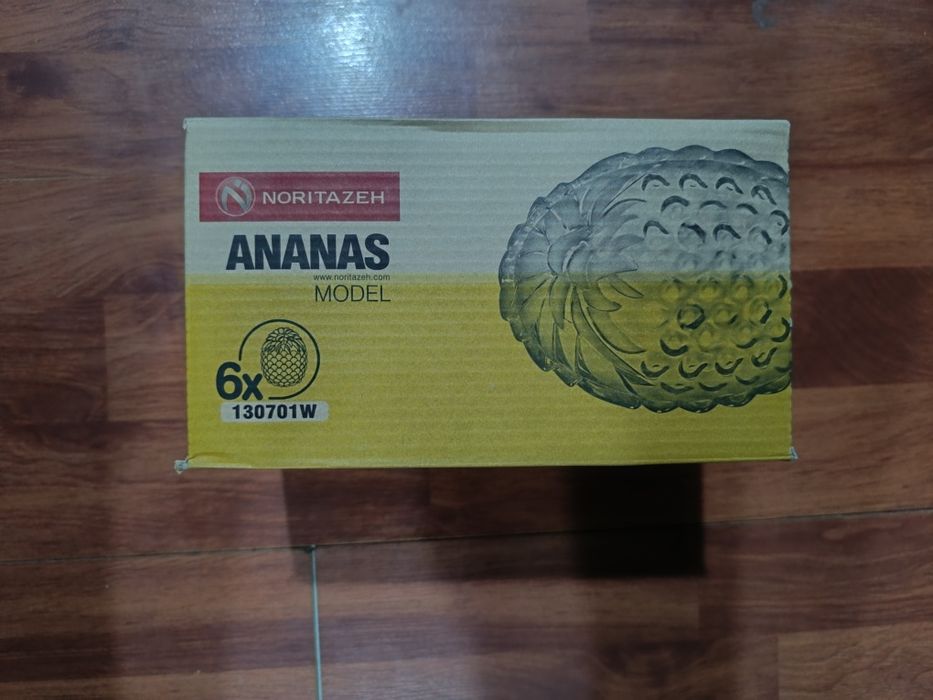 NORITAZEH
ANANAS
www.noritazeh.com
MODEL
6x
130701W